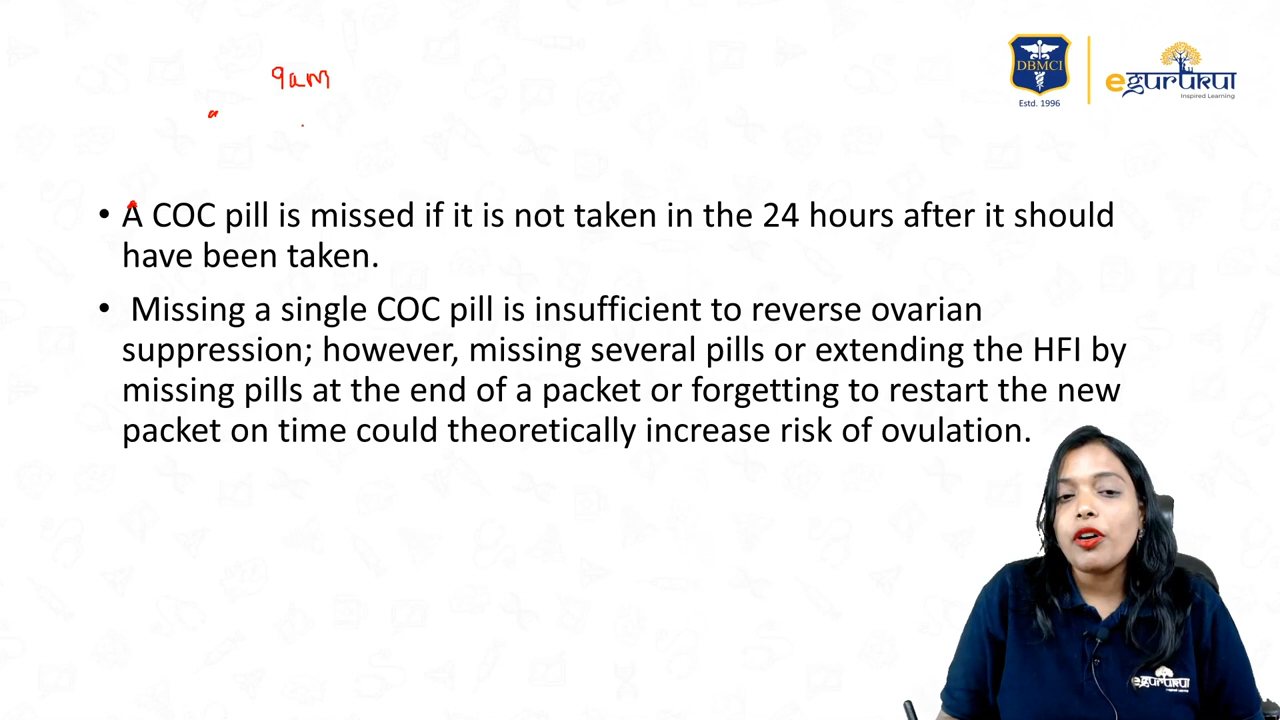 9am
DBMCI
Estd. 1996
egurukul
Inspired Learning
• A COC pill is missed if it is not taken in the 24 hours after it should
have been taken.
• Missing a single COC pill is insufficient to reverse ovarian
suppression; however, missing several pills or extending the HFI by
missing pills at the end of a packet or forgetting to restart the new
packet on time could theoretically increase risk of ovulation.
egurukul